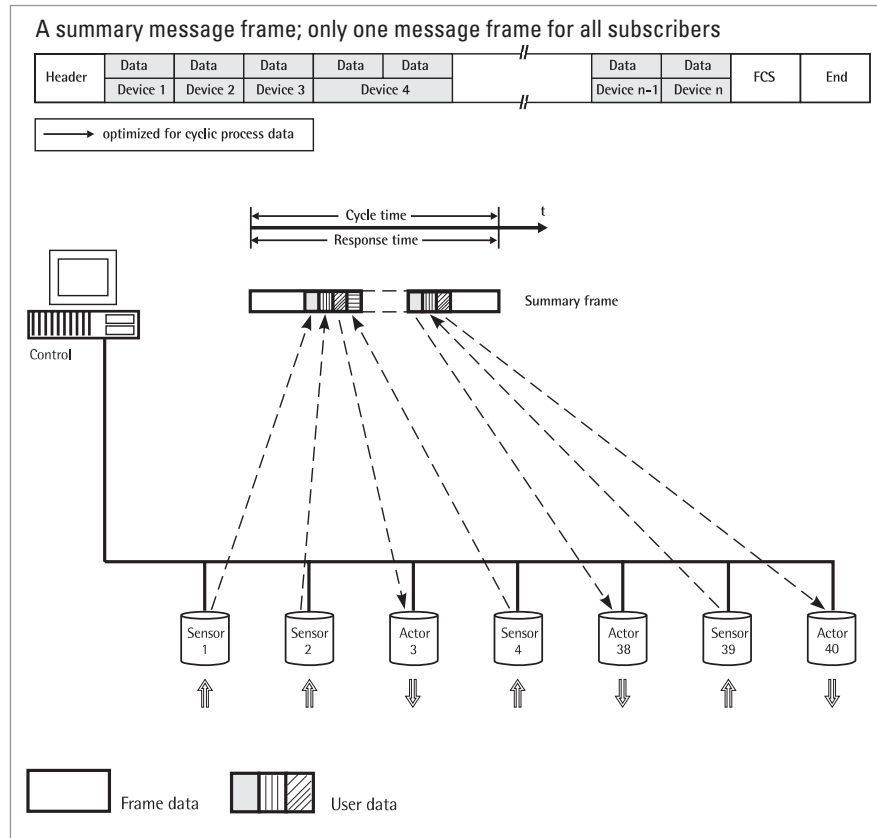 A summary message frame; only one message frame for all subscribers
Header
Data Data Data Data Data Data Data
Device 1 Device 2 Device 3 Device 4 Device n-1 Device n
FCS
End
optimized for cyclic process data
Cycle time
t
Response time
Summary frame
Control
Sensor 1
Sensor 2
Actor 3
Sensor 4
Actor 38
Sensor 39
Actor 40
Frame data
User data